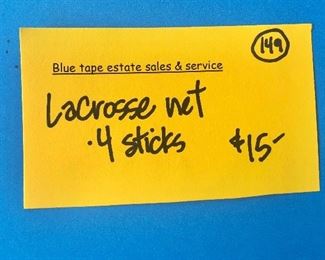 149
Blue tape estate sales & service
Lacrosse net
·4 sticks $15-